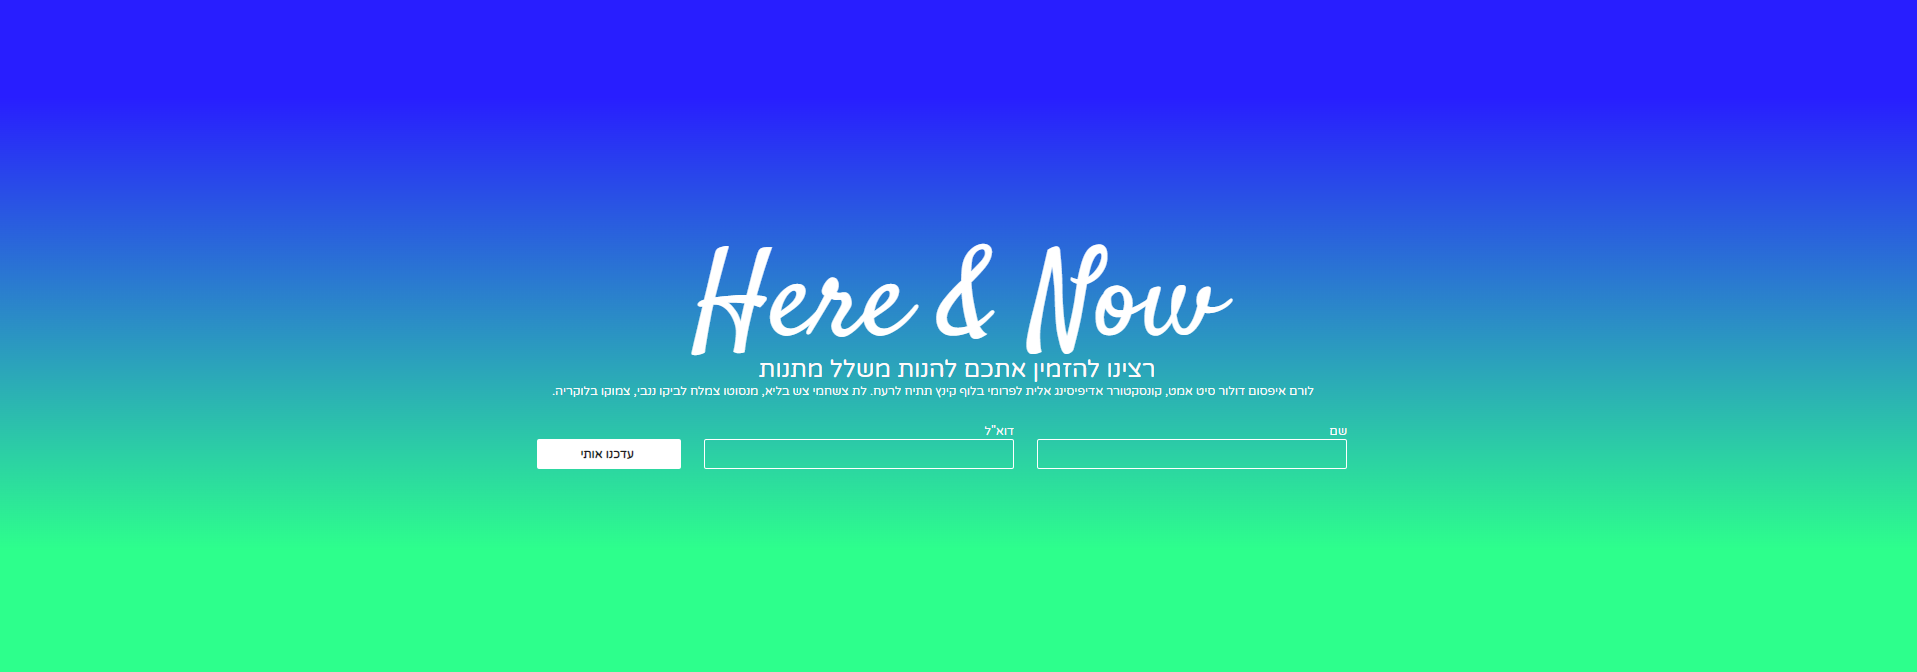 Here & Now
רצינו להזמין אתכם להנות משלל מתנות
לורם איפסום דולור סיט אמט, קונסקטורר אדיפיסינג אלית לפרומי בלוף קינץ תתיח לרעח. לת צשחמי צש בליא, מנסוטו צמלח לביקו ננבי, צמוקו בלוקריה.
שם
דוא"ל
עדכנו אותי